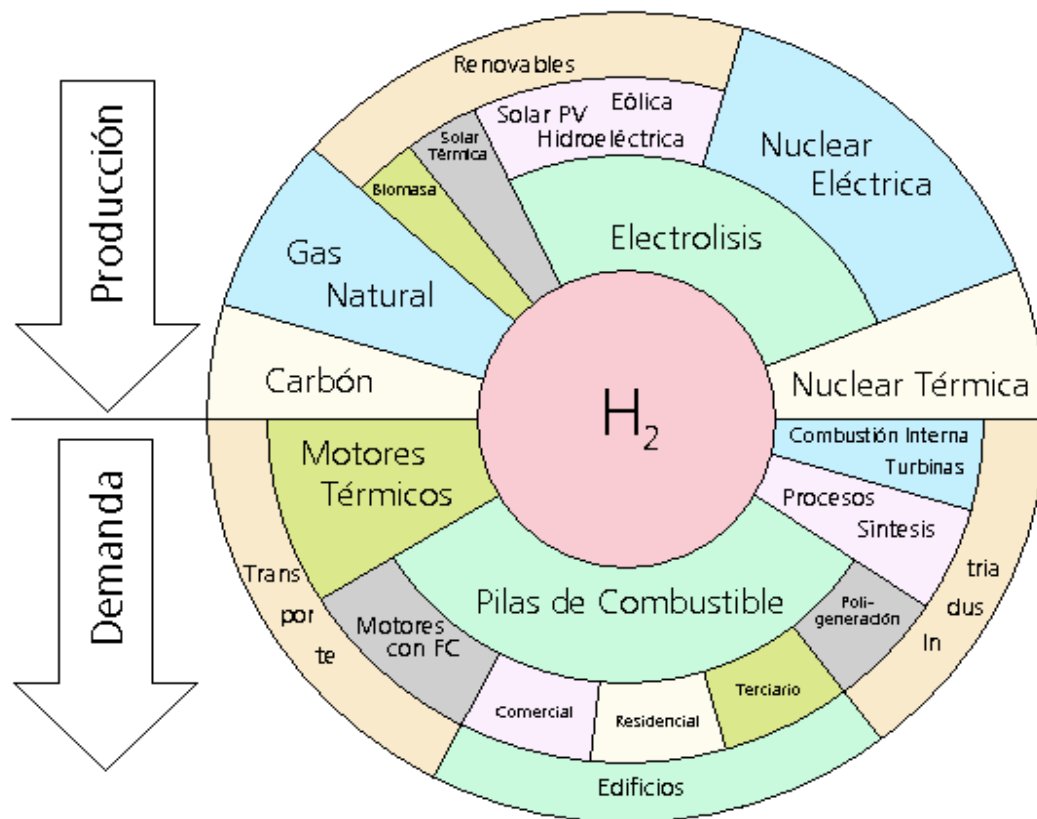 Producción
Renovables
Solar PV
Eólica
Hidroeléctrica
Solar
Térmica
Biomasa
Nuclear
Eléctrica
Electrolisis
Gas
Natural
Carbón
Nuclear Térmica
H2
Demanda
Motores
Térmicos
Combustión Interna
Turbinas
Procesos
Sintesis
Pilas de Combustible
Poli-
generación
Motores
con FC
Comercial
Residencial
Terciario
Trans
por
te
In
dus
tria
Edificios